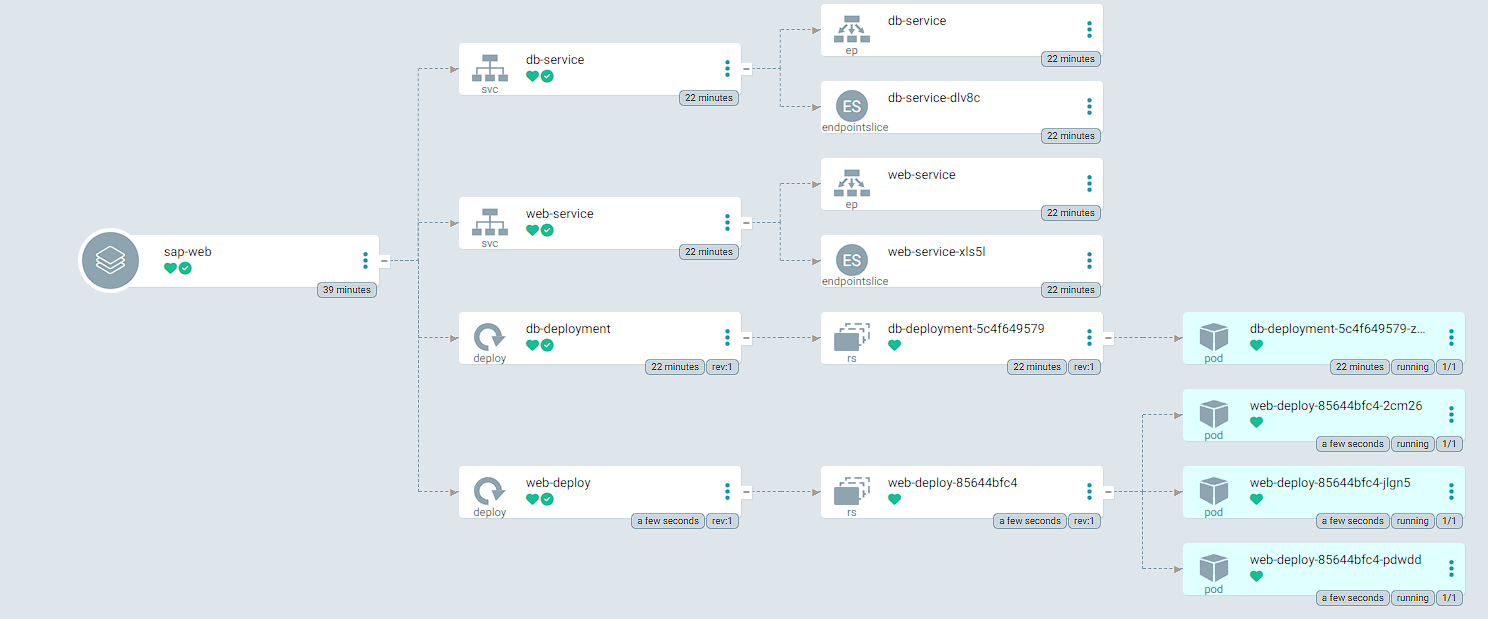 sap-web
39 minutes
db-service
svc
22 minutes
db-service
ep
22 minutes
ES
db-service-dlv8c
endpointslice
22 minutes
web-service
svc
22 minutes
web-service
ep
22 minutes
ES
web-service-xls5l
endpointslice
22 minutes
db-deployment
deploy
22 minutes rev:1
db-deployment-5c4f649579
rs
22 minutes rev:1
db-deployment-5c4f649579-z...
pod
22 minutes running 1/1
web-deploy
deploy
a few seconds rev:1
web-deploy-85644bfc4
rs
a few seconds rev:1
web-deploy-85644bfc4-2cm26
pod
a few seconds running 1/1
web-deploy-85644bfc4-jlgn5
pod
a few seconds running 1/1
web-deploy-85644bfc4-pdwdd
pod
a few seconds running 1/1